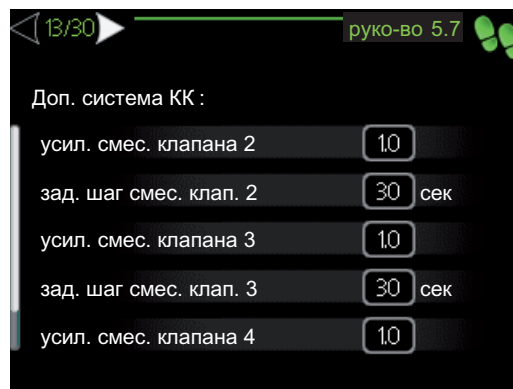 13/30
руко-во 5.7
Доп. система КК :
усил. смес. клапана 2 1.0
зад. шаг смес. клап. 2 30 сек
усил. смес. клапана 3 1.0
зад. шаг смес. клап. 3 30 сек
усил. смес. клапана 4 1.0